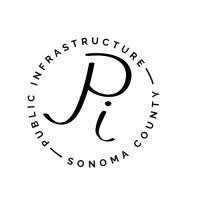 PUBLIC INFRASTRUCTURE
Pi
SONOMA COUNTY